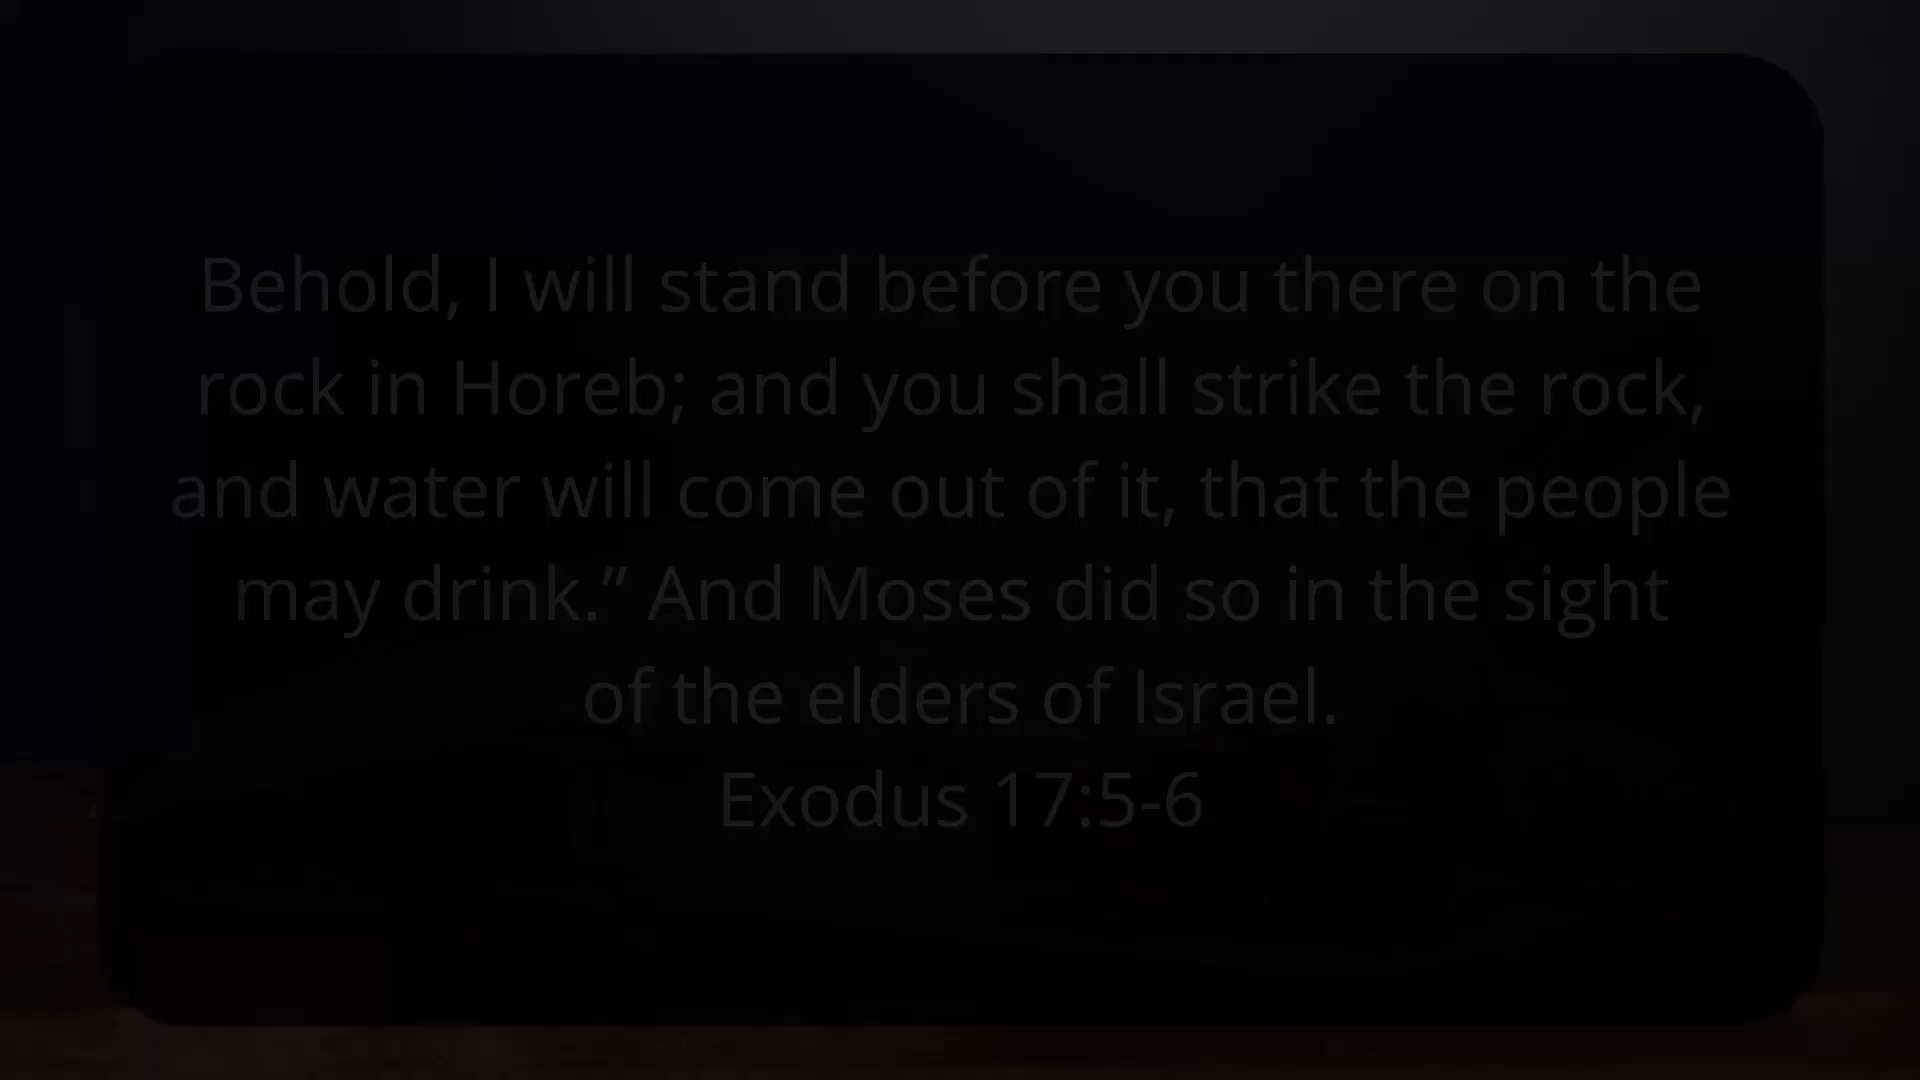 Behold, I will stand before you there on the
rock in Horeb; and you shall strike the rock,
and water will come out of it, that the people
may drink.” And Moses did so in the sight
of the elders of Israel.
Exodus 17:5-6